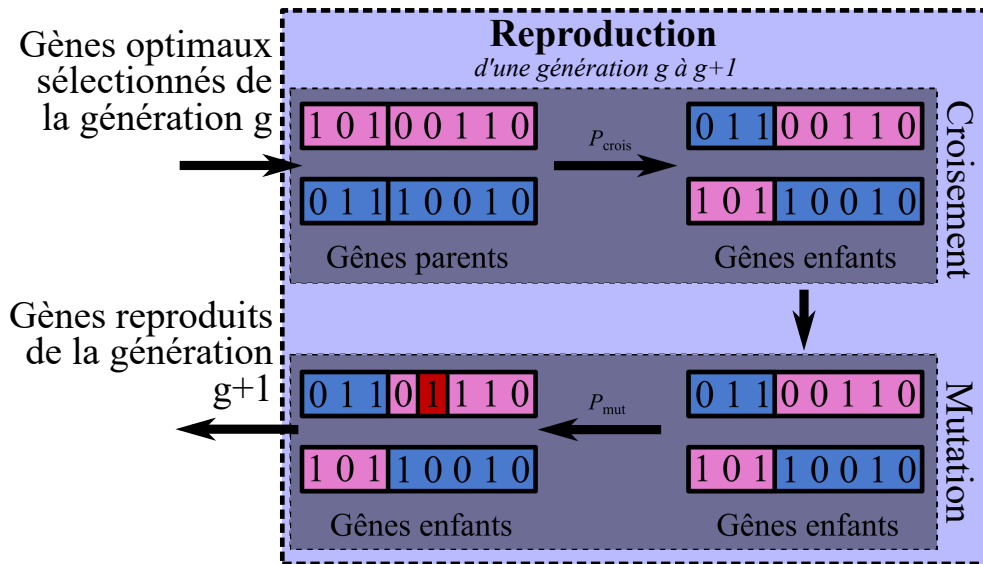 Gènes optimaux
sélectionnés de
la génération g
Reproduction
d'une génération g à g+1
1 0 1 0 0 1 1 0
0 1 1 0 0 1 1 0
P_crois
0 1 1 1 0 0 1 0
1 0 1 1 0 0 1 0
Gênes parents
Gênes enfants
Croisement
Gènes reproduits
de la génération
g+1
0 1 1 0 1 1 1 0
0 1 1 0 0 1 1 0
P_mut
1 0 1 1 0 0 1 0
1 0 1 1 0 0 1 0
Gênes enfants
Gênes enfants
Mutation